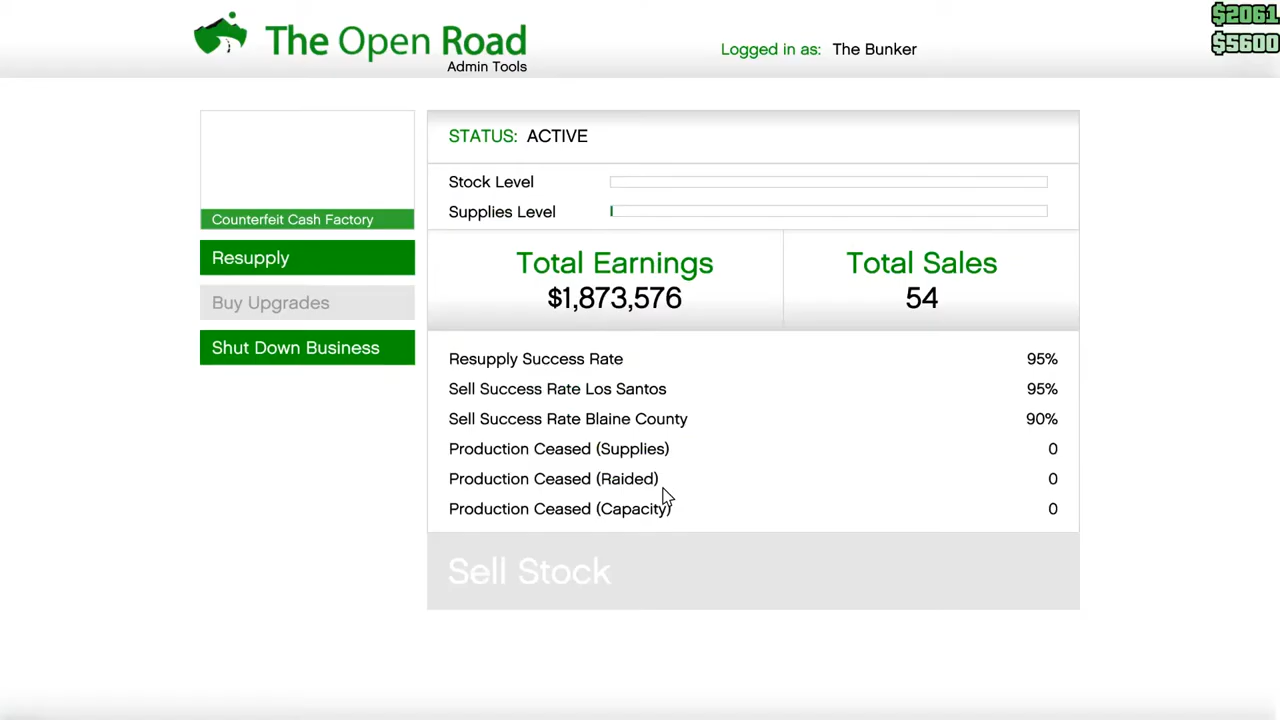 The Open Road
Admin Tools
Logged in as: The Bunker
$2061
$5600
Counterfeit Cash Factory
Resupply
Buy Upgrades
Shut Down Business
STATUS: ACTIVE
Stock Level
Supplies Level
Total Earnings
$1,873,576
Total Sales
54
Resupply Success Rate 95%
Sell Success Rate Los Santos 95%
Sell Success Rate Blaine County 90%
Production Ceased (Supplies) 0
Production Ceased (Raided) 0
Production Ceased (Capacity) 0
Sell Stock